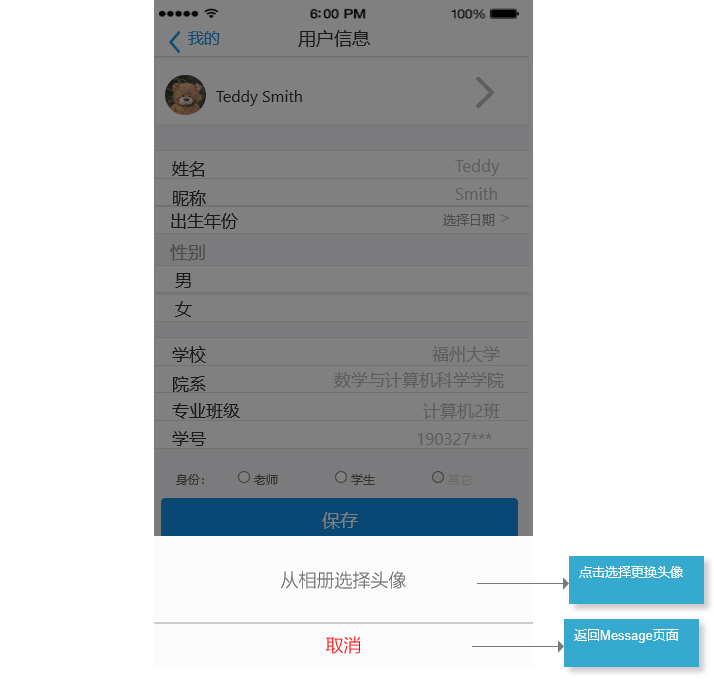 6:00 PM 100%
我的 用户信息
Teddy Smith
姓名 Teddy
昵称 Smith
出生年份 选择日期 >
性别
男
女
学校 福州大学
院系 数学与计算机科学学院
专业班级 计算机2班
学号 190327***
身份： 老师 学生 其它
保存
从相册选择头像 点击选择更换头像
取消 返回Message页面